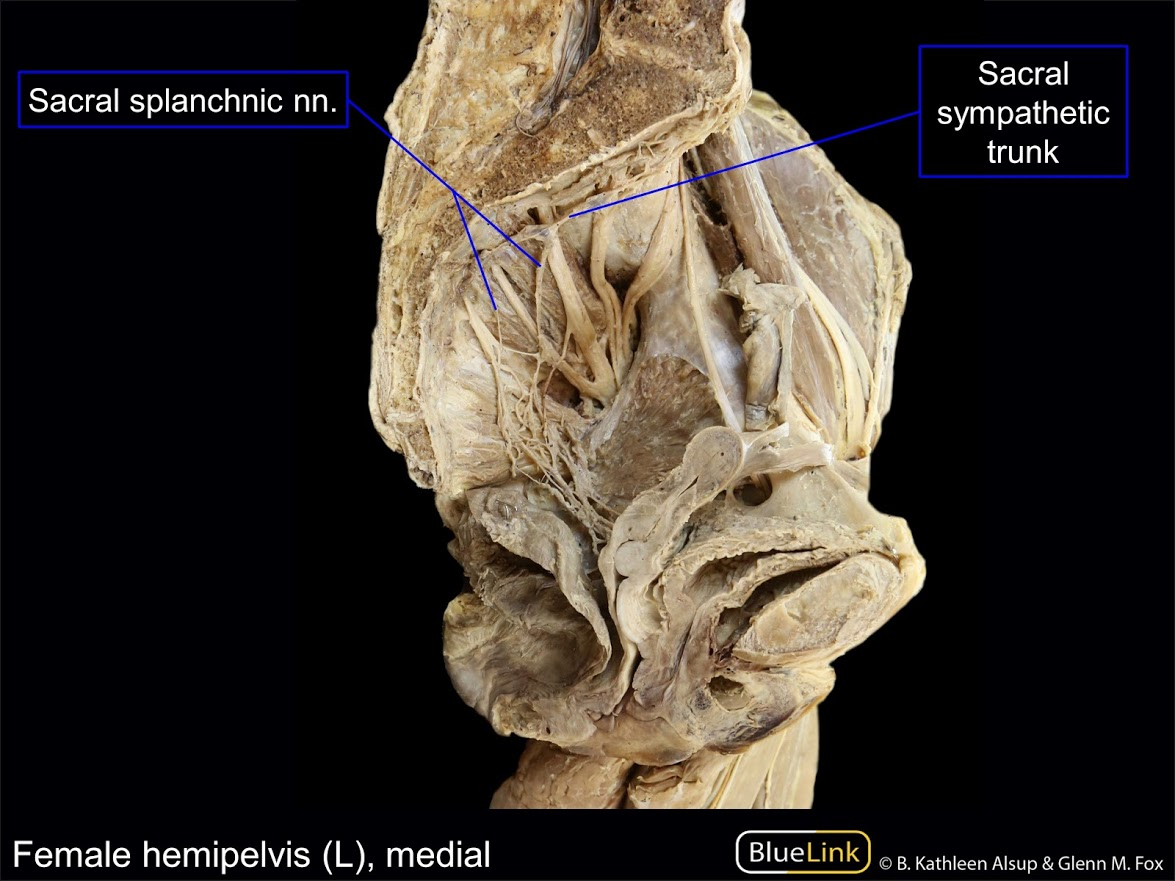 Sacral splanchnic nn.
Sacral
sympathetic
trunk
Female hemipelvis (L), medial
BlueLink
© B. Kathleen Alsup & Glenn M. Fox